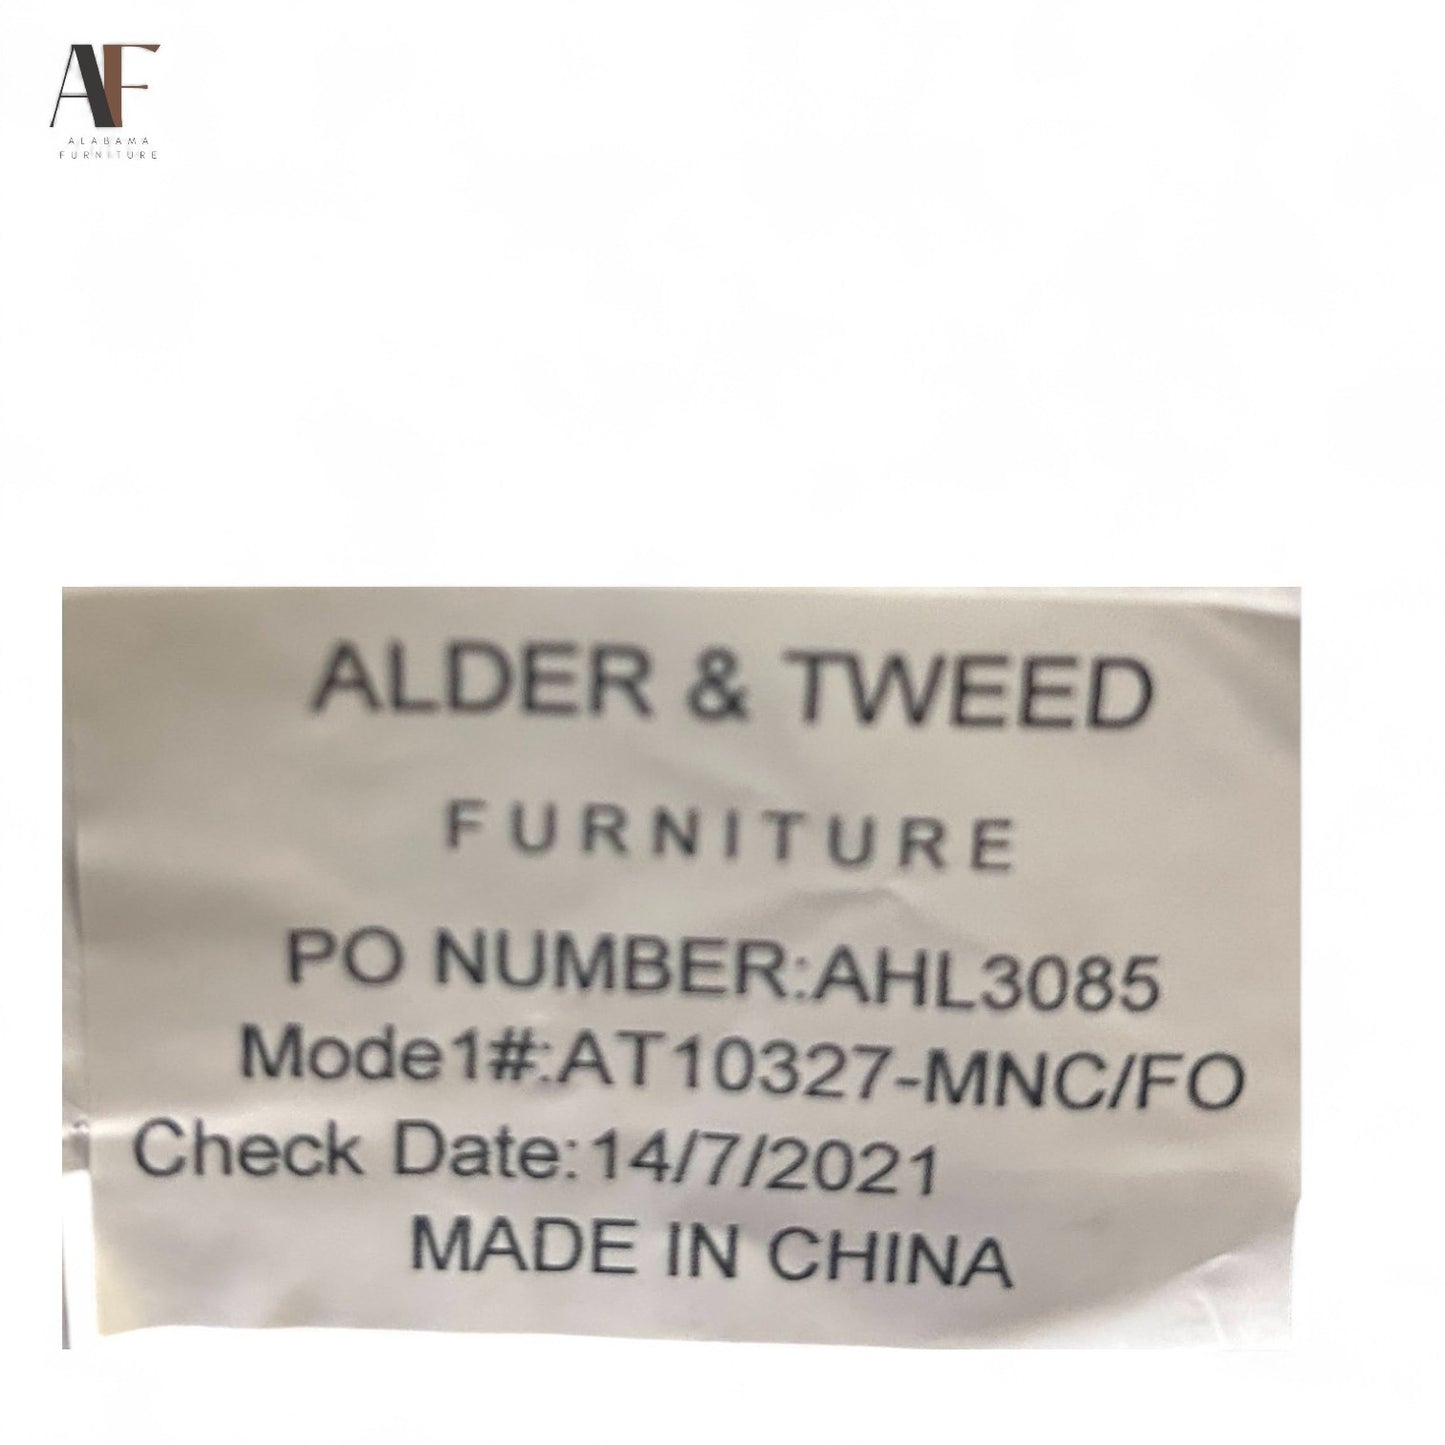 AF
ALABAMA
FURNITURE
ALDER & TWEED
FURNITURE
PO NUMBER:AHL3085
Mode1#:AT10327-MNC/FO
Check Date:14/7/2021
MADE IN CHINA